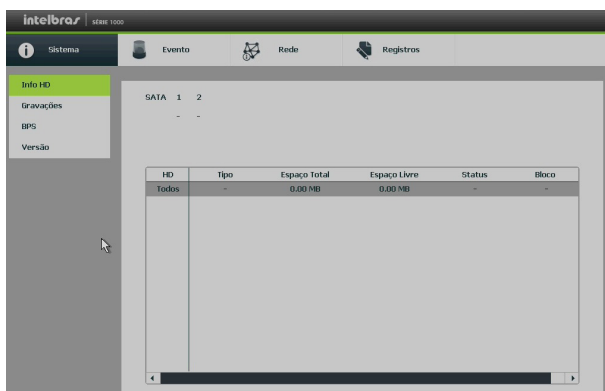 intelbras SÉRIE 1000
Sistema Evento Rede Registros
Info HD
Gravações
BPS
Versão
SATA 1 2
- -
HD Tipo Espaço Total Espaço Livre Status Bloco
Todos - 0.00 MB 0.00 MB - -